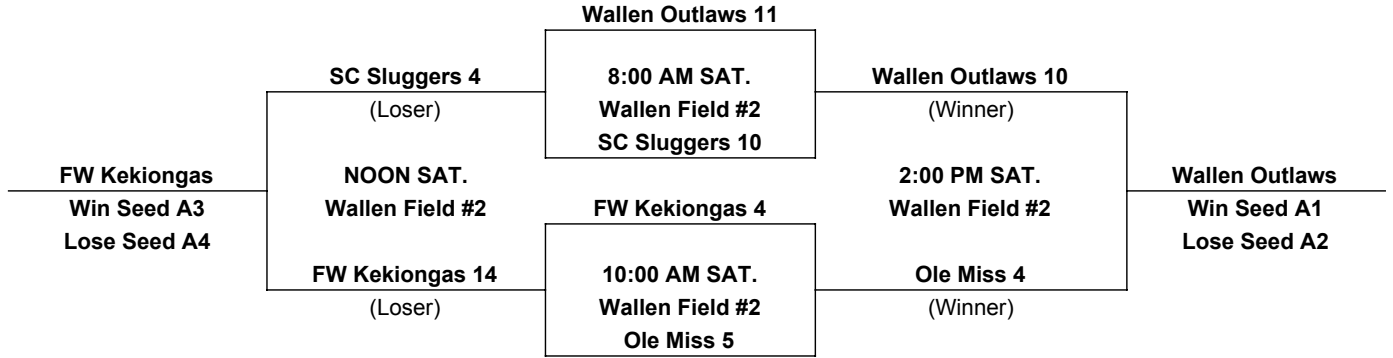 Wallen Outlaws 11
SC Sluggers 4
8:00 AM SAT.
Wallen Outlaws 10
(Loser)
Wallen Field #2
(Winner)
SC Sluggers 10
FW Kekiongas
NOON SAT.
2:00 PM SAT.
Wallen Outlaws
Win Seed A3
Wallen Field #2
FW Kekiongas 4
Wallen Field #2
Win Seed A1
Lose Seed A4
Lose Seed A2
FW Kekiongas 14
10:00 AM SAT.
Ole Miss 4
(Loser)
Wallen Field #2
(Winner)
Ole Miss 5